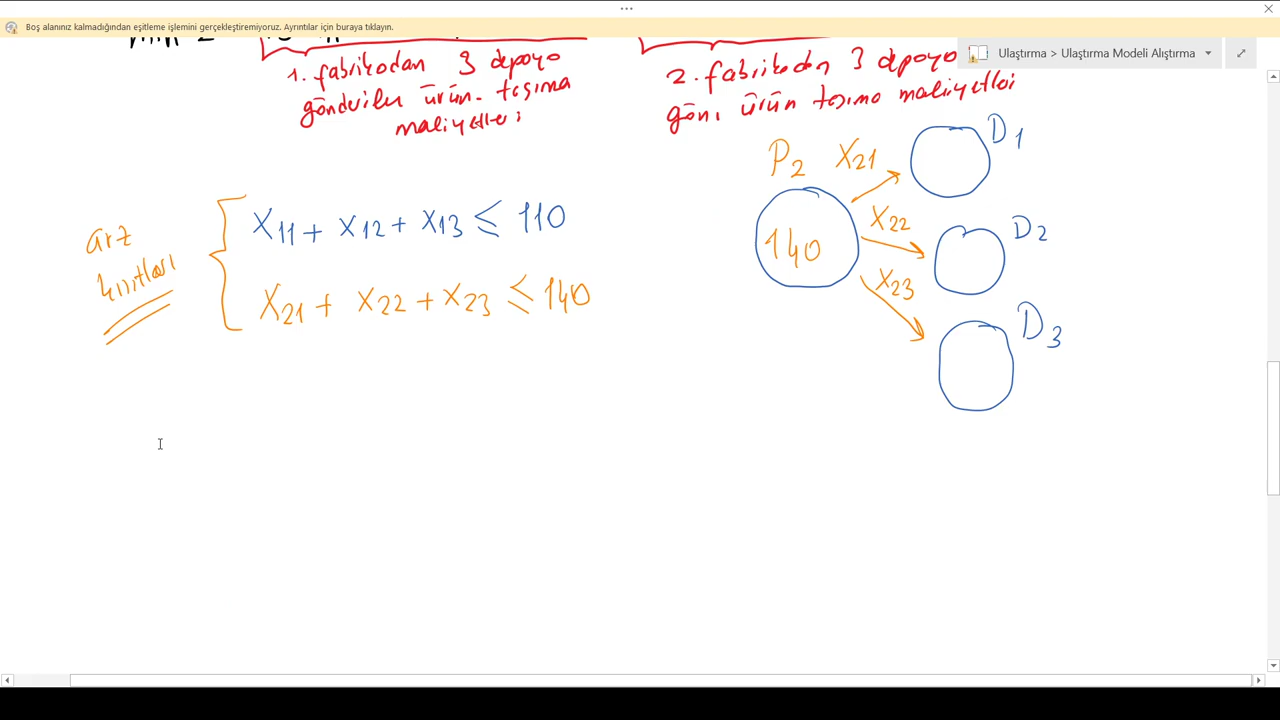 Boş alanınız kalmadığından eşitleme işlemini gerçekleştiremiyoruz. Ayrıntılar için buraya tıklayın.
Ulaştırma > Ulaştırma Modeli Alıştırma
1. fabrikadan 3 depoya
gönderilen ürün. taşıma
maliyetleri
2. fabrikadan 3 depoya
gön. ürün taşıma maliyetleri
arz
kısıtları
X11 + X12 + X13 ≤ 110
X21 + X22 + X23 ≤ 140
P2
140
X21
X22
X23
D1
D2
D3